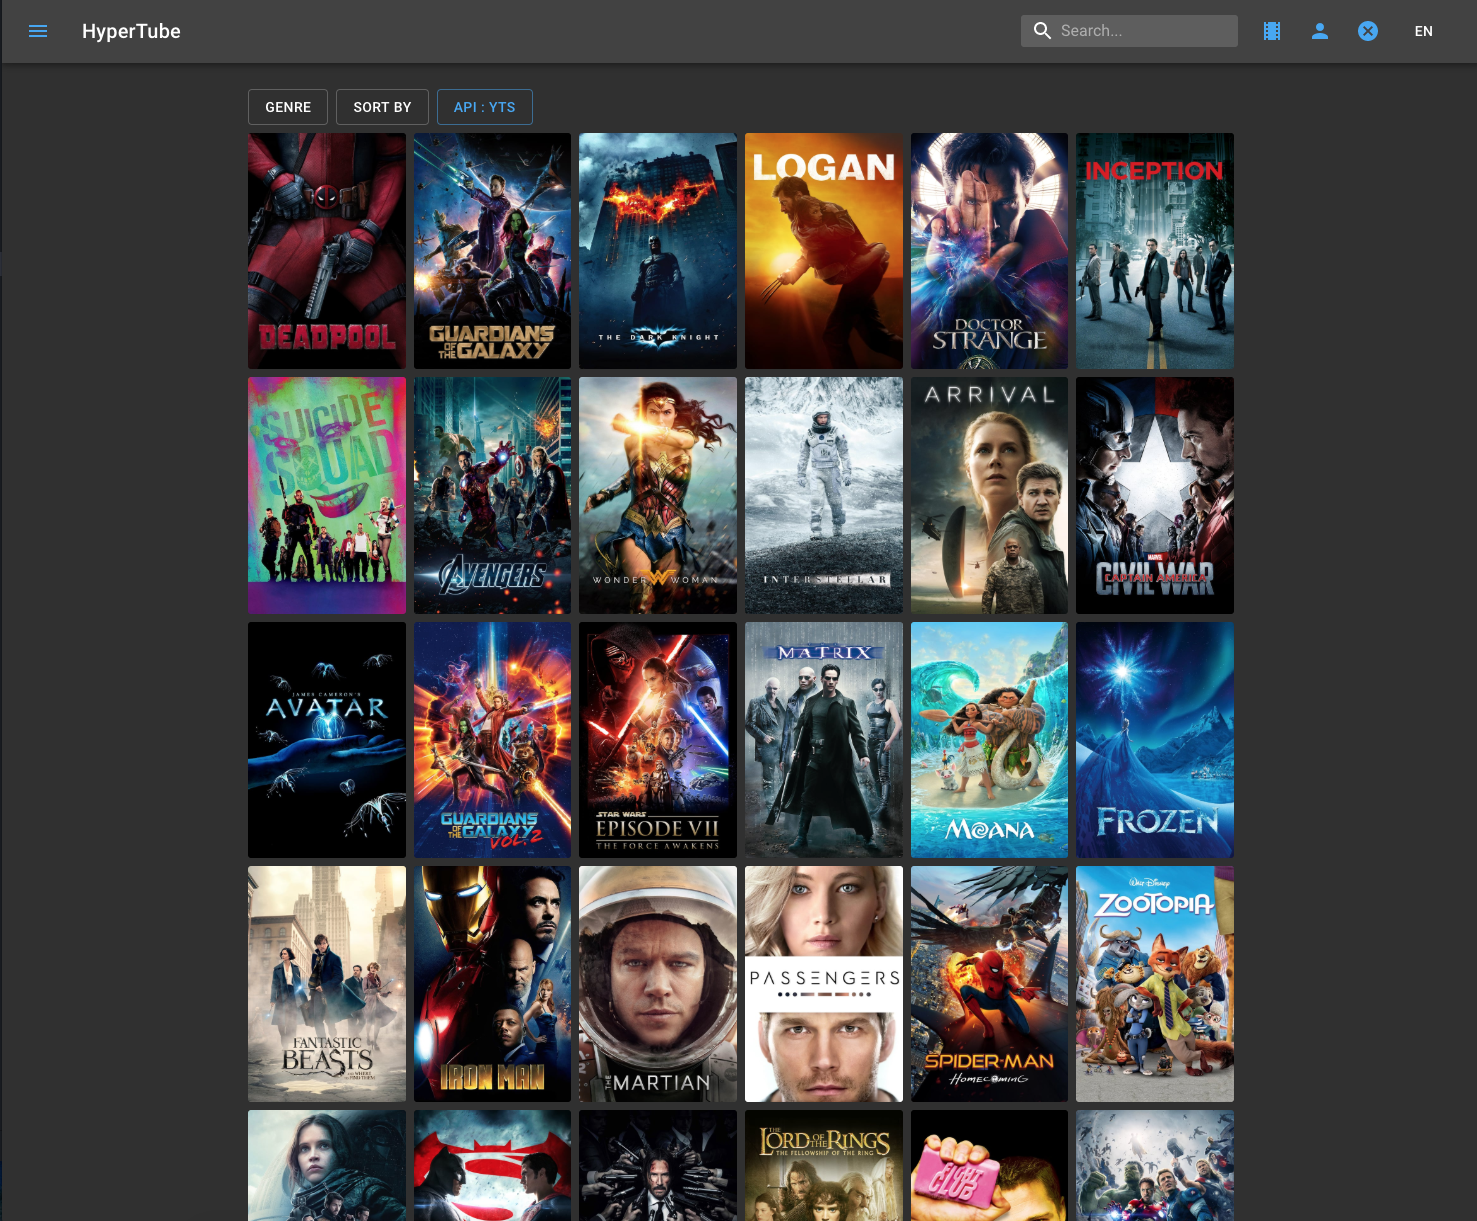 HyperTube
Search...
EN
GENRE
SORT BY
API : YTS
DEADPOOL
GUARDIANS
OF THE GALAXY
THE DARK KNIGHT
LOGAN
DOCTOR
STRANGE
INCEPTION
SUICIDE
SQUAD
AVENGERS
WONDER WOMAN
INTERSTELLAR
ARRIVAL
MARVEL
CAPTAIN AMERICA
CIVIL WAR
JAMES CAMERON'S
AVATAR
GUARDIANS
OF THE GALAXY
VOL. 2
STAR WARS
EPISODE VII
THE FORCE AWAKENS
MATRIX
MOANA
FROZEN
FANTASTIC
BEASTS
AND WHERE
TO FIND THEM
IRON MAN
THE MARTIAN
PASSENGERS
SPIDER-MAN
HOMECOMING
Walt Disney
ZOOTOPIA
THE
LORD OF THE RINGS
THE FELLOWSHIP OF THE RING
FIGHT
CLUB